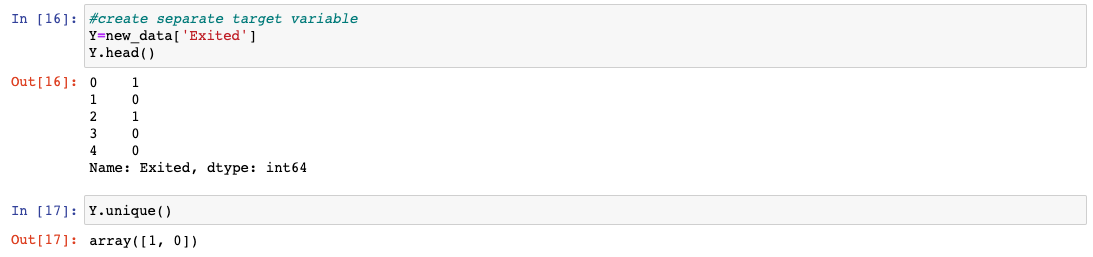 In [16]: #create separate target variable
Y=new_data['Exited']
Y.head()
Out[16]: 0    1
1    0
2    1
3    0
4    0
Name: Exited, dtype: int64
In [17]: Y.unique()
Out[17]: array([1, 0])